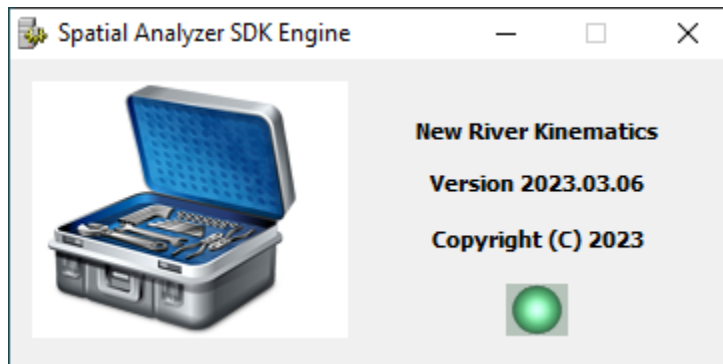 Spatial Analyzer SDK Engine
New River Kinematics
Version 2023.03.06
Copyright (C) 2023